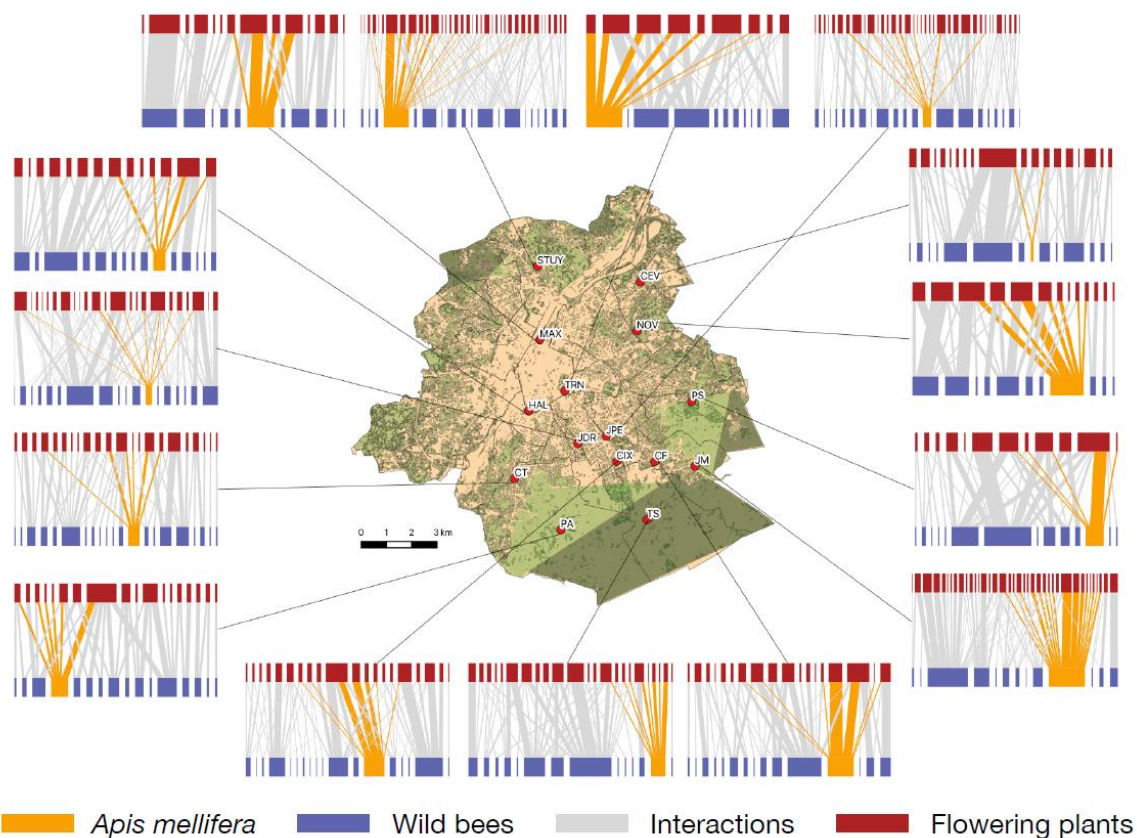 STUY
CEV
MAX
NOV
TRN
PS
HAL
JDR
JPE
CIX
CF
JM
CT
PA
TS
0 1 2 3 km
Apis mellifera
Wild bees
Interactions
Flowering plants